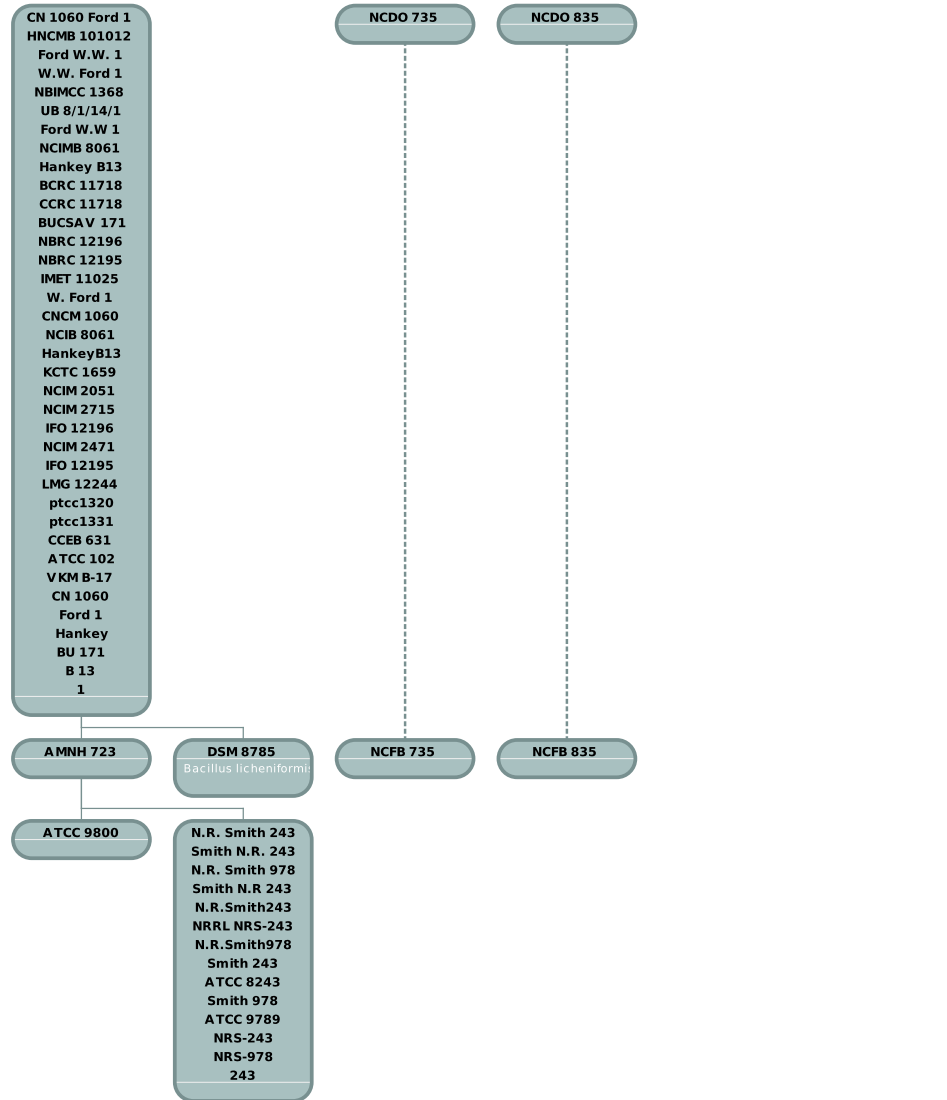 CN 1060 Ford 1
HNCMB 101012
Ford W.W. 1
W.W. Ford 1
NBIMCC 1368
UB 8/1/14/1
Ford W.W 1
NCIMB 8061
Hankey B13
BCRC 11718
CCRC 11718
BUCSAV 171
NBRC 12196
NBRC 12195
IMET 11025
W. Ford 1
CNCM 1060
NCIB 8061
HankeyB13
KCTC 1659
NCIM 2051
NCIM 2715
IFO 12196
NCIM 2471
IFO 12195
LMG 12244
ptcc1320
ptcc1331
CCEB 631
ATCC 102
VKM B-17
CN 1060
Ford 1
Hankey
BU 171
B 13
1
NCDO 735
NCDO 835
AMNH 723
DSM 8785
Bacillus licheniformis
NCFB 735
NCFB 835
ATCC 9800
N.R. Smith 243
Smith N.R. 243
N.R. Smith 978
Smith N.R 243
N.R.Smith243
NRRL NRS-243
N.R.Smith978
Smith 243
ATCC 8243
Smith 978
ATCC 9789
NRS-243
NRS-978
243